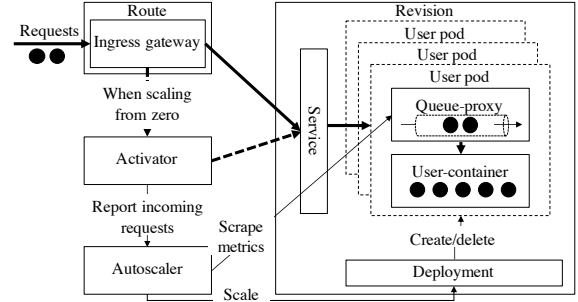 Route
Revision
Requests
Ingress gateway
User pod
User pod
User pod
When scaling
from zero
Queue-proxy
Service
Activator
User-container
Report incoming
requests
Scrape
metrics
Create/delete
Autoscaler
Deployment
Scale